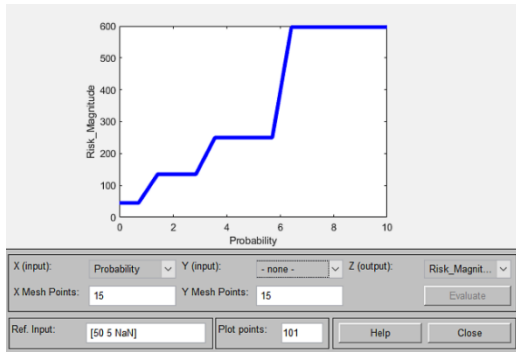 600
500
400
300
200
100
0
Risk_Magnitude
0 2 4 6 8 10
Probability
X (input): Probability Y (input): - none - Z (output): Risk_Magnit...
X Mesh Points: 15 Y Mesh Points: 15 Evaluate
Ref. Input: [50 5 NaN] Plot points: 101 Help Close